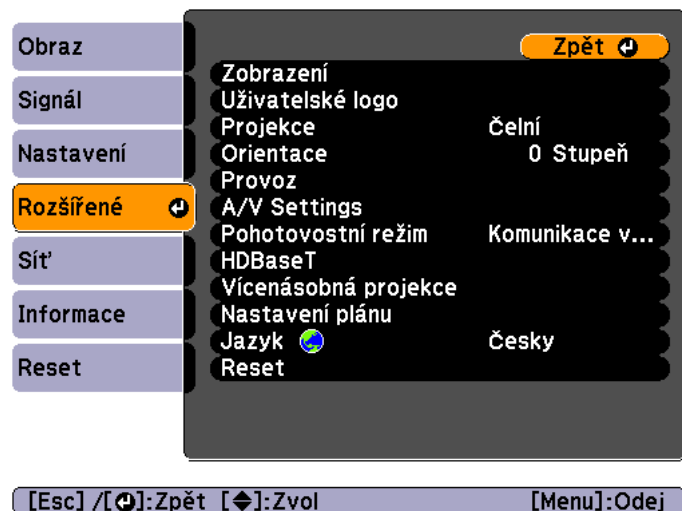 Obraz
Signál
Nastavení
Rozšířené
Síť
Informace
Reset
Zpět
Zobrazení
Uživatelské logo
Projekce Čelní
Orientace 0 Stupeň
Provoz
A/V Settings
Pohotovostní režim Komunikace v...
HDBaseT
Vícenásobná projekce
Nastavení plánu
Jazyk Česky
Reset
[Esc] /[ ]:Zpět [ ]:Zvol [Menu]:Odej